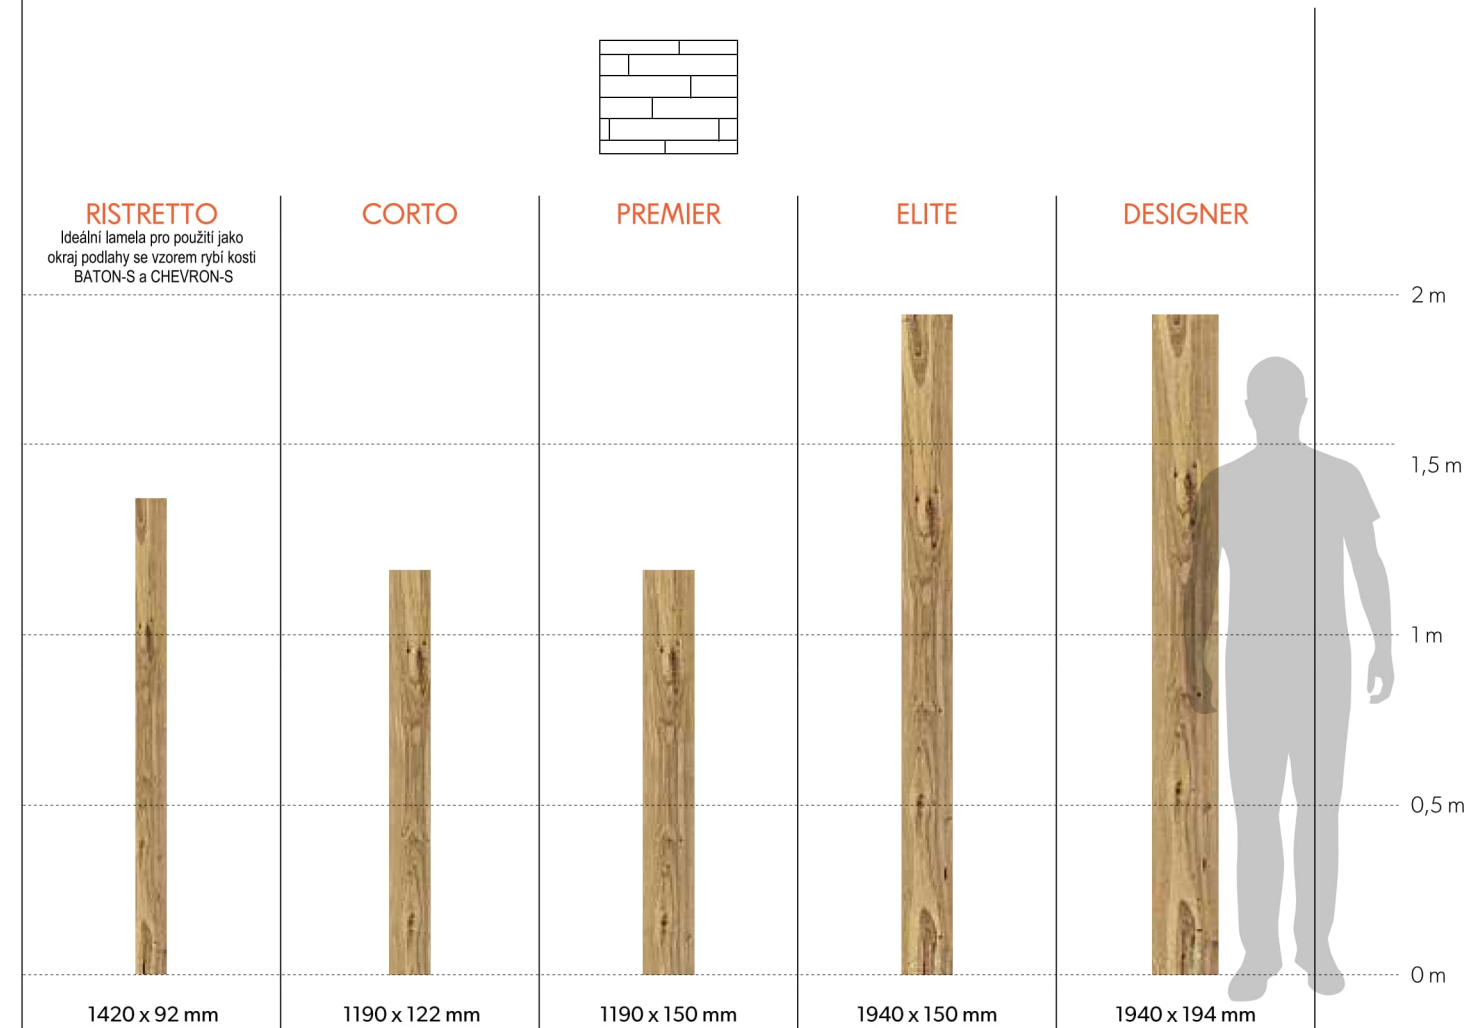 RISTRETTO
Ideální lamela pro použití jako
okraj podlahy se vzorem rybí kosti
BATON-S a CHEVRON-S
CORTO
PREMIER
ELITE
DESIGNER
2 m
1,5 m
1 m
0,5 m
0 m
1420 x 92 mm
1190 x 122 mm
1190 x 150 mm
1940 x 150 mm
1940 x 194 mm